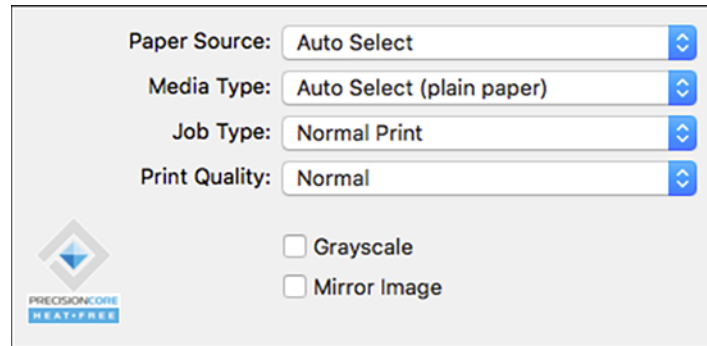 Paper Source: Auto Select
Media Type: Auto Select (plain paper)
Job Type: Normal Print
Print Quality: Normal
Grayscale
Mirror Image
PRECISIONCORE
HEAT•FREE